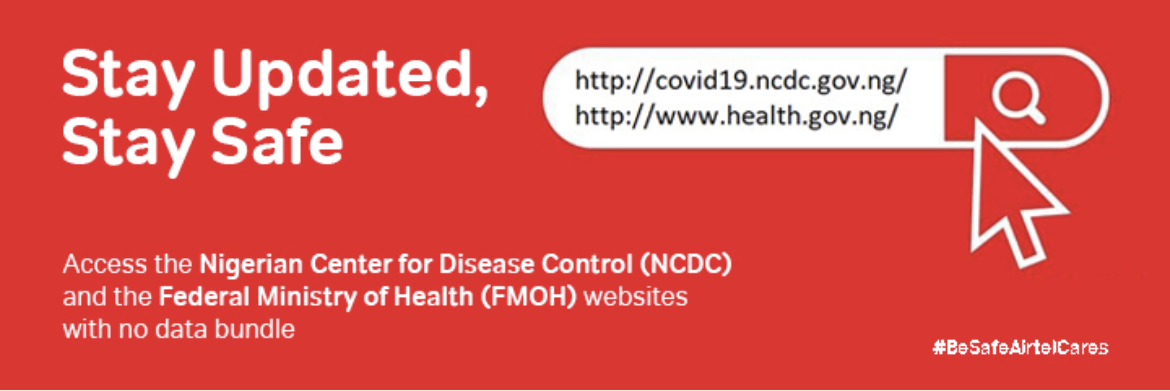 Stay Updated,
Stay Safe
http://covid19.ncdc.gov.ng/
http://www.health.gov.ng/
Access the Nigerian Center for Disease Control (NCDC)
and the Federal Ministry of Health (FMOH) websites
with no data bundle
#BeSafeAirtelCares